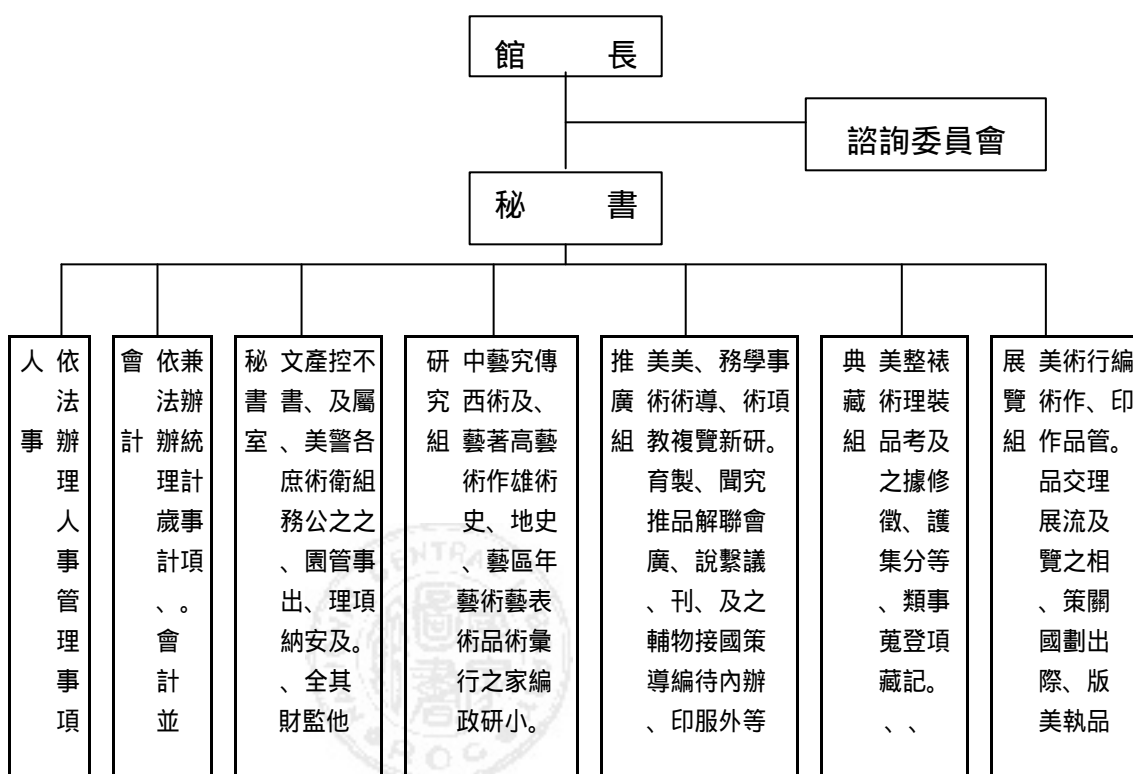 館長
諮詢委員會
秘書
人事
依法辦理人事管理事項
會計
依法辦理歲計、會計並
兼辦統計事項。
秘書室
文書、庶務、出納、財
產、美術公園、安全監
控及警衛之管理及其他
不屬各組之事項。
研究組
中西藝術史、藝術行政
藝術著作、藝術品之研
究及高雄地區藝術家小
傳、藝術史年表彙編。
推廣組
美術教育推廣、輔導、
美術複製品、刊物編印
、導覽、解說、接待服
務、新聞聯繫及國內外
學術研究會議之策辦等
事項。
典藏組
美術品之徵集、蒐藏、
整理考據、分類登記、
裱裝及修護等事項。
展覽組
美術作品展覽、國際美
術作品交流之策劃、執
行、管理及相關出版品
編印。